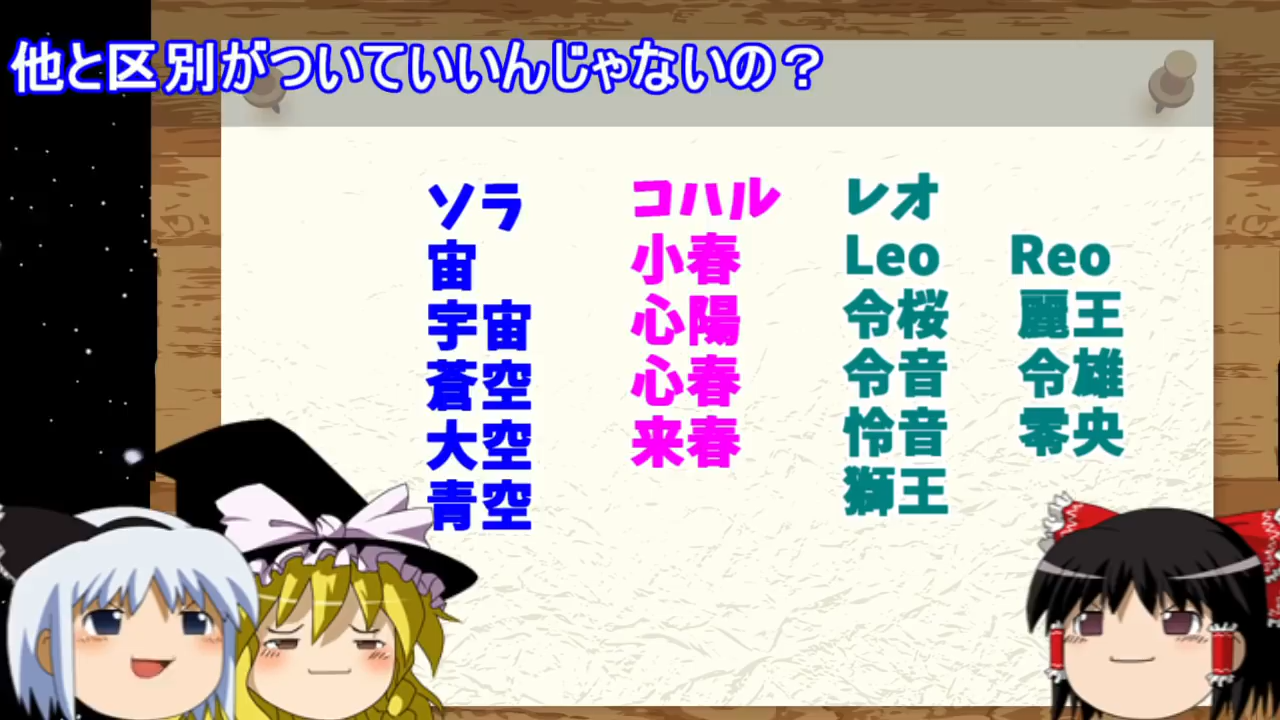 他と区別がついていいんじゃないの？
ソラ
宙
宇宙
蒼空
大空
青空
コハル
小春
心陽
心春
来春
レオ
Leo Reo
令桜 麗王
令音 令雄
怜音 零央
獅王